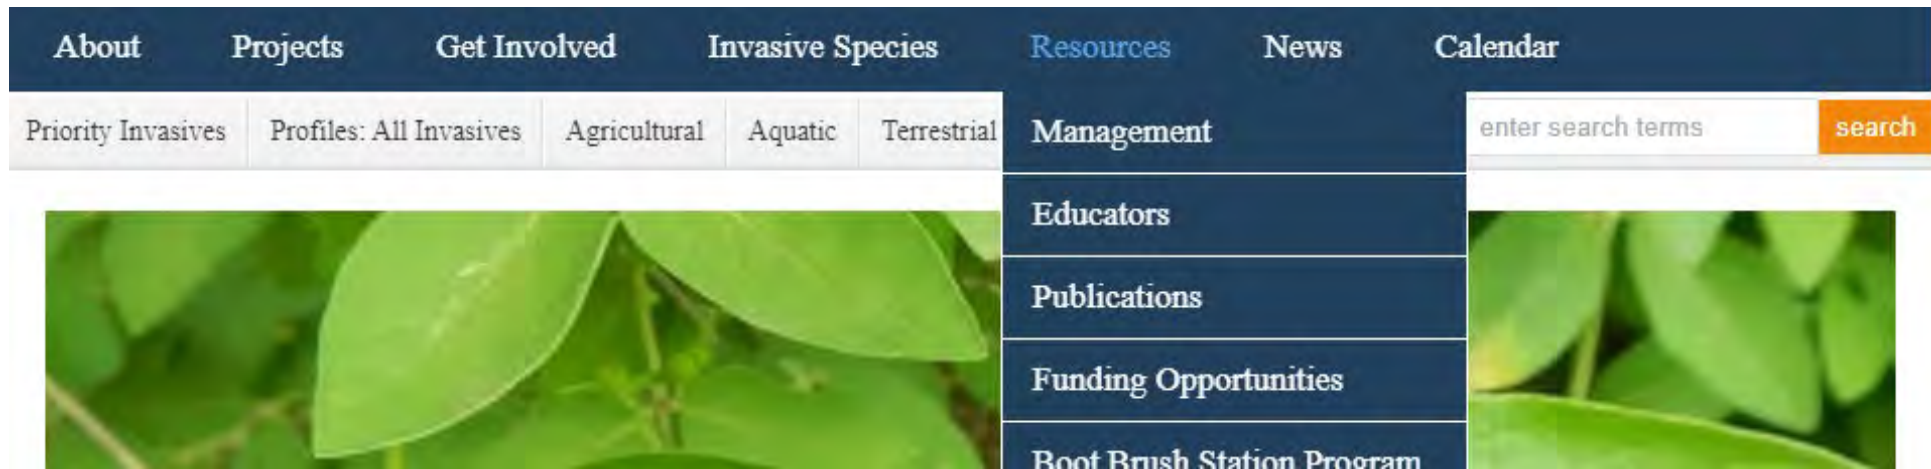 About Projects Get Involved Invasive Species Resources News Calendar
Priority Invasives Profiles: All Invasives Agricultural Aquatic Terrestrial
Management
enter search terms search
Educators
Publications
Funding Opportunities
Boot Brush Station Program